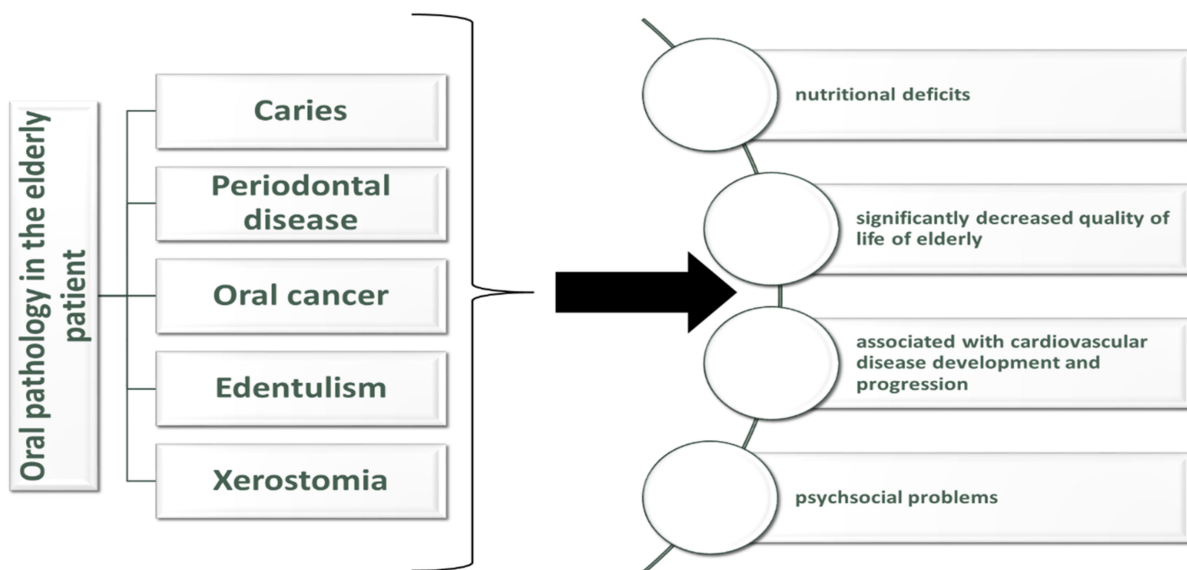 Oral pathology in the elderly
patient
Caries
Periodontal
disease
Oral cancer
Edentulism
Xerostomia
nutritional deficits
significantly decreased quality of
life of elderly
associated with cardiovascular
disease development and
progression
psychsocial problems